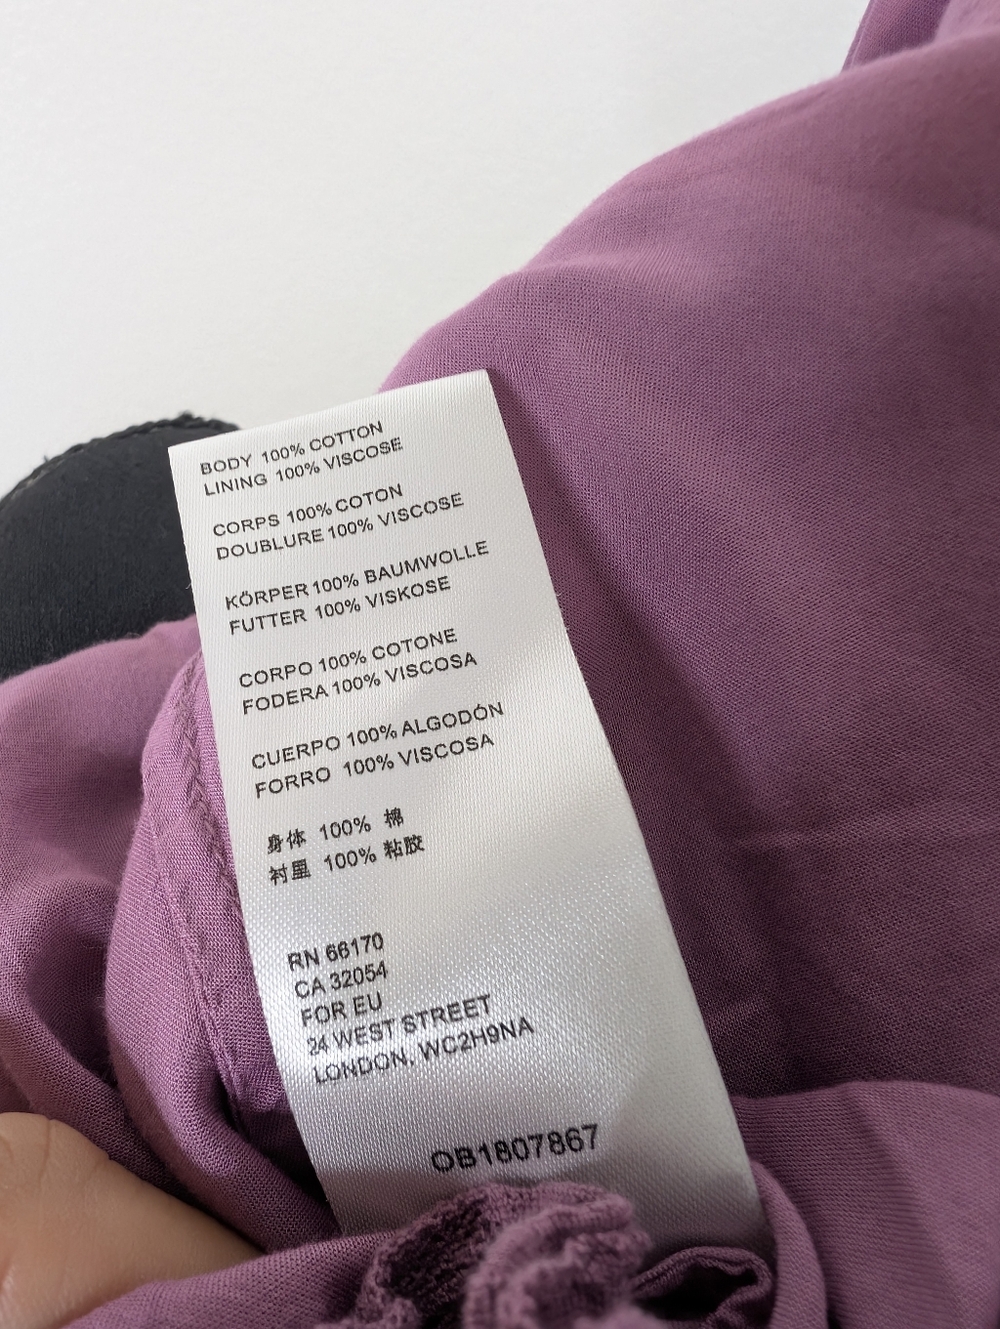 BODY 100% COTTON
LINING 100% VISCOSE
CORPS 100% COTON
DOUBLURE 100% VISCOSE
KÖRPER 100% BAUMWOLLE
FUTTER 100% VISKOSE
CORPO 100% COTONE
FODERA 100% VISCOSA
CUERPO 100% ALGODÓN
FORRO 100% VISCOSA
身体 100% 棉
衬里 100% 粘胶
RN 66170
CA 32054
FOR EU
24 WEST STREET
LONDON, WC2H9NA
OB1807867